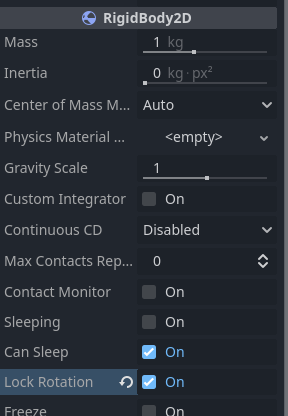 RigidBody2D
Mass 1 kg
Inertia 0 kg·px²
Center of Mass M... Auto
Physics Material ... <empty>
Gravity Scale 1
Custom Integrator On
Continuous CD Disabled
Max Contacts Rep... 0
Contact Monitor On
Sleeping On
Can Sleep On
Lock Rotation On
Freeze On